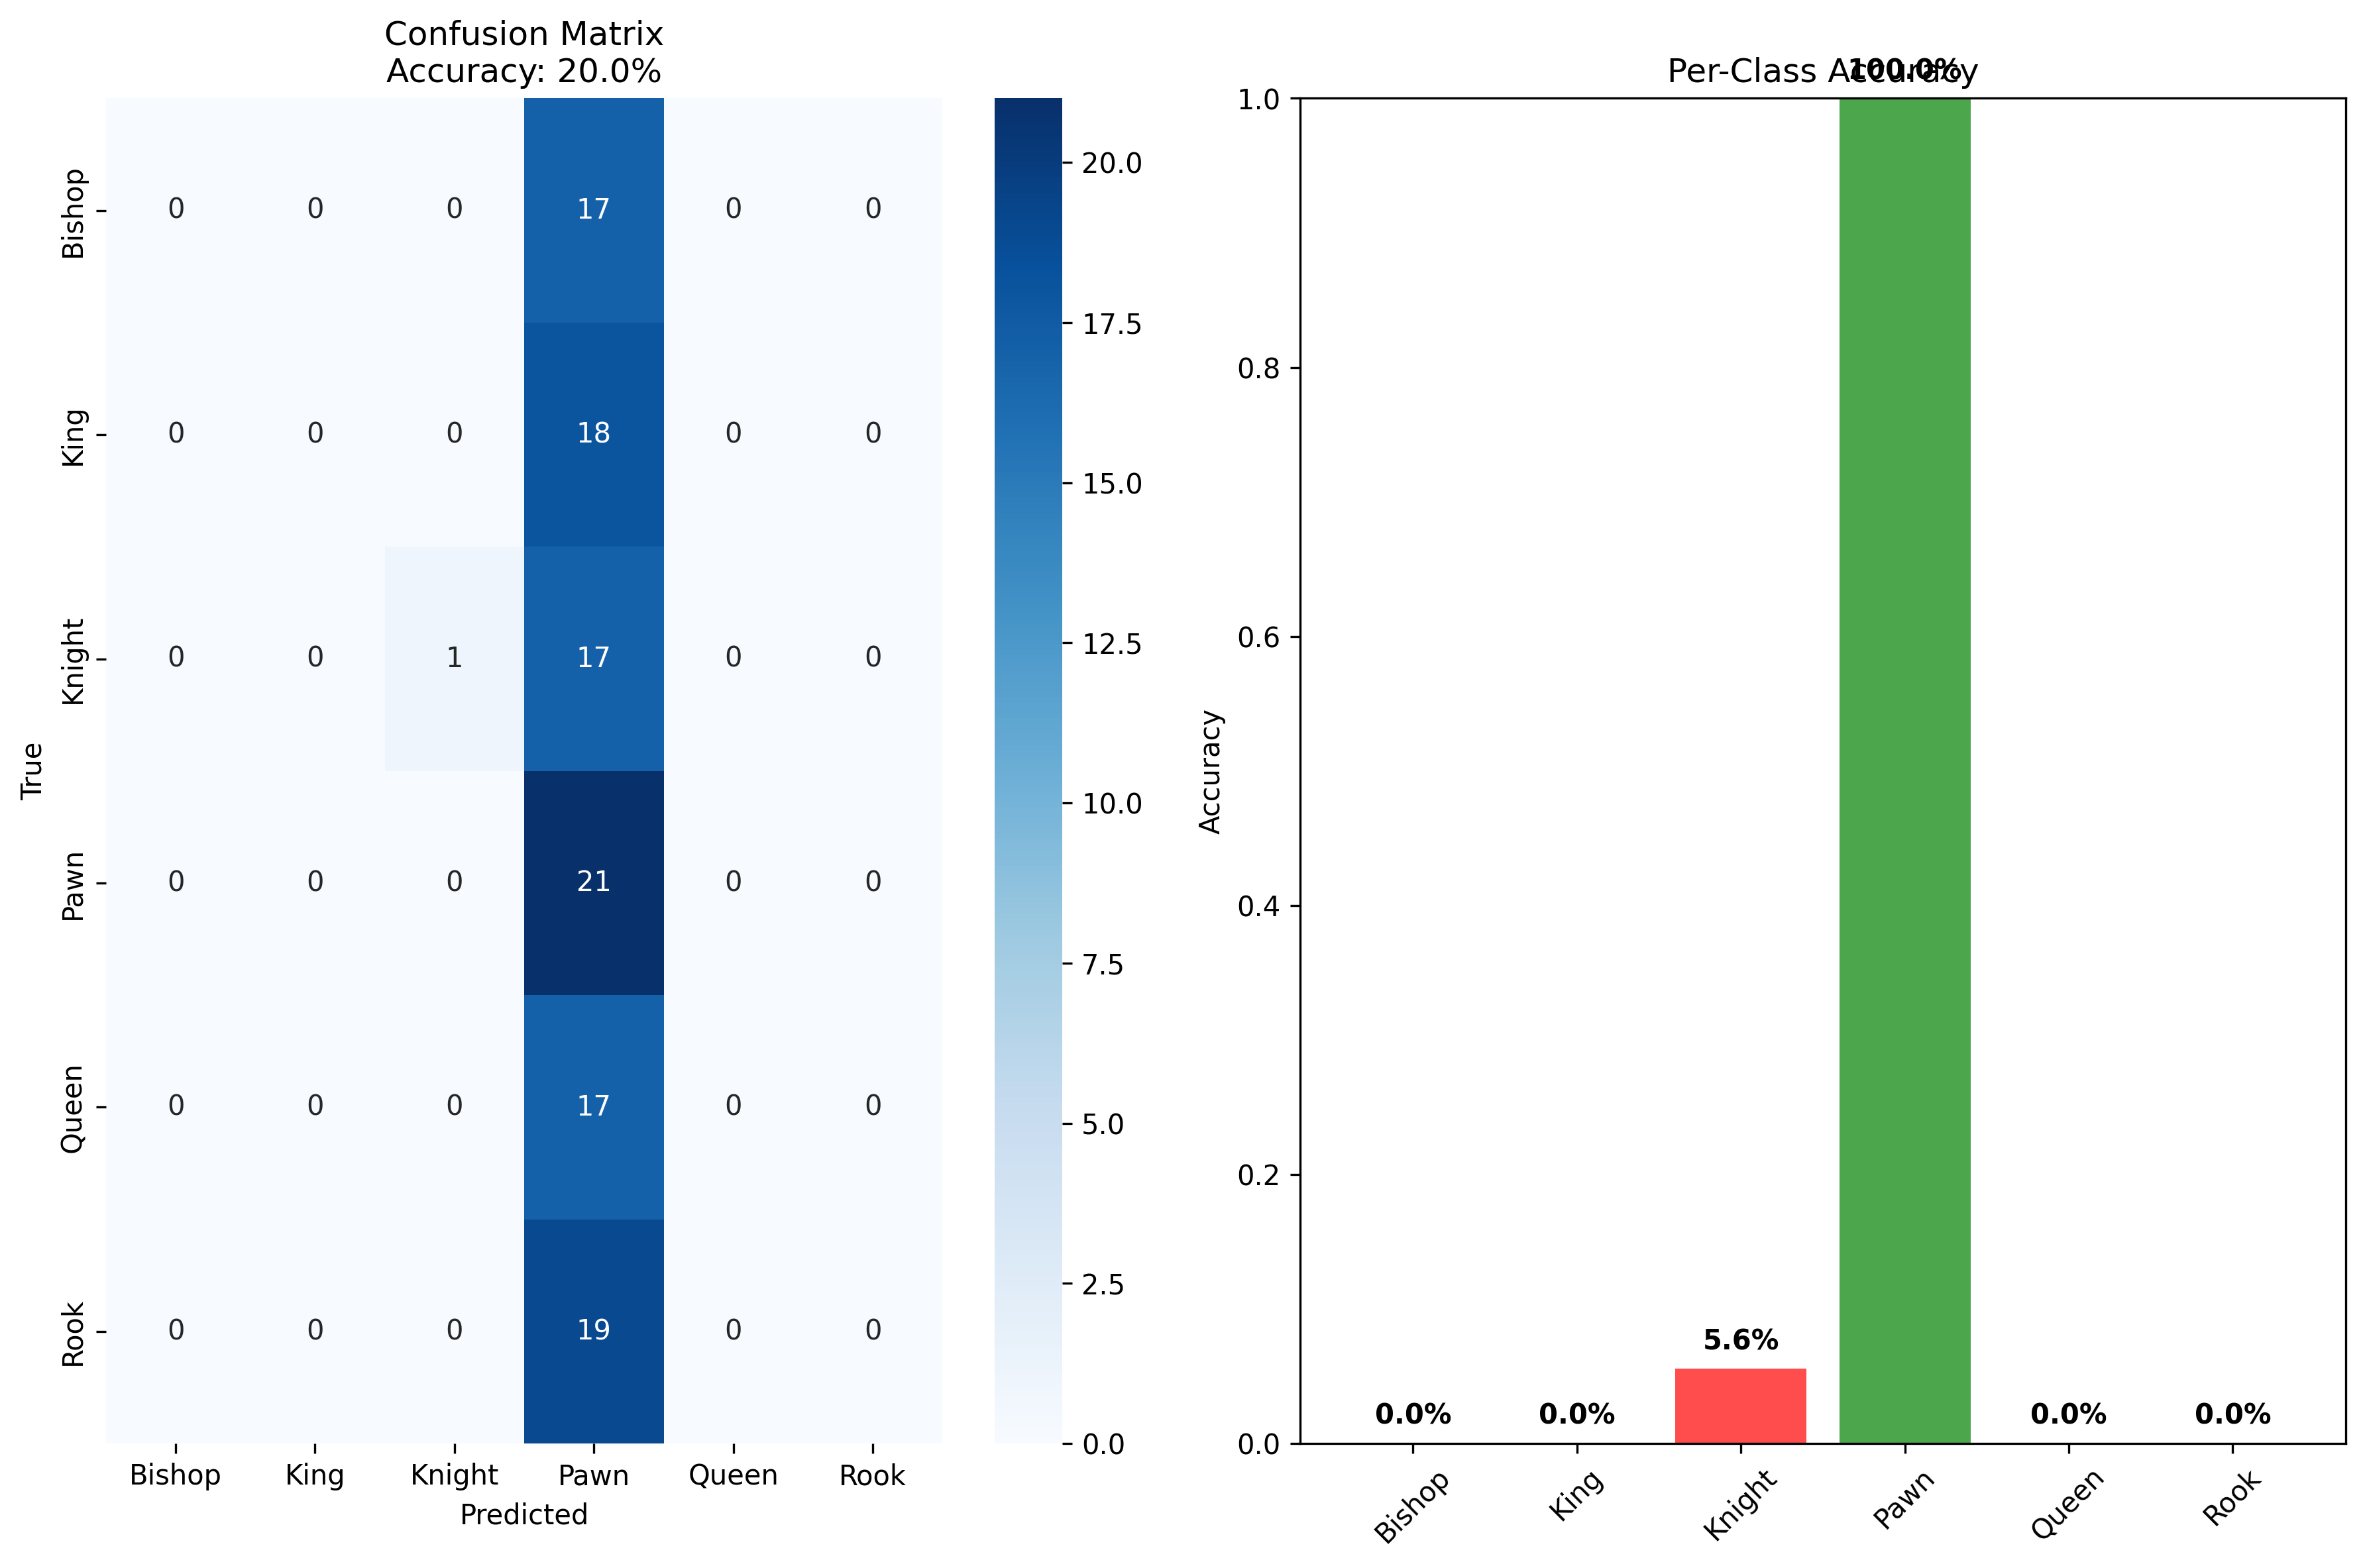 Confusion Matrix
Accuracy: 20.0%
Bishop 0 0 0 17 0 0
King 0 0 0 18 0 0
Knight 0 0 1 17 0 0
Pawn 0 0 0 21 0 0
Queen 0 0 0 17 0 0
Rook 0 0 0 19 0 0
True
Bishop King Knight Pawn Queen Rook
Predicted
20.0
17.5
15.0
12.5
10.0
7.5
5.0
2.5
0.0
Per-Class Accuracy
100.0%
1.0
0.8
0.6
0.4
0.2
0.0
Accuracy
0.0% 0.0% 5.6% 0.0% 0.0%
Bishop King Knight Pawn Queen Rook